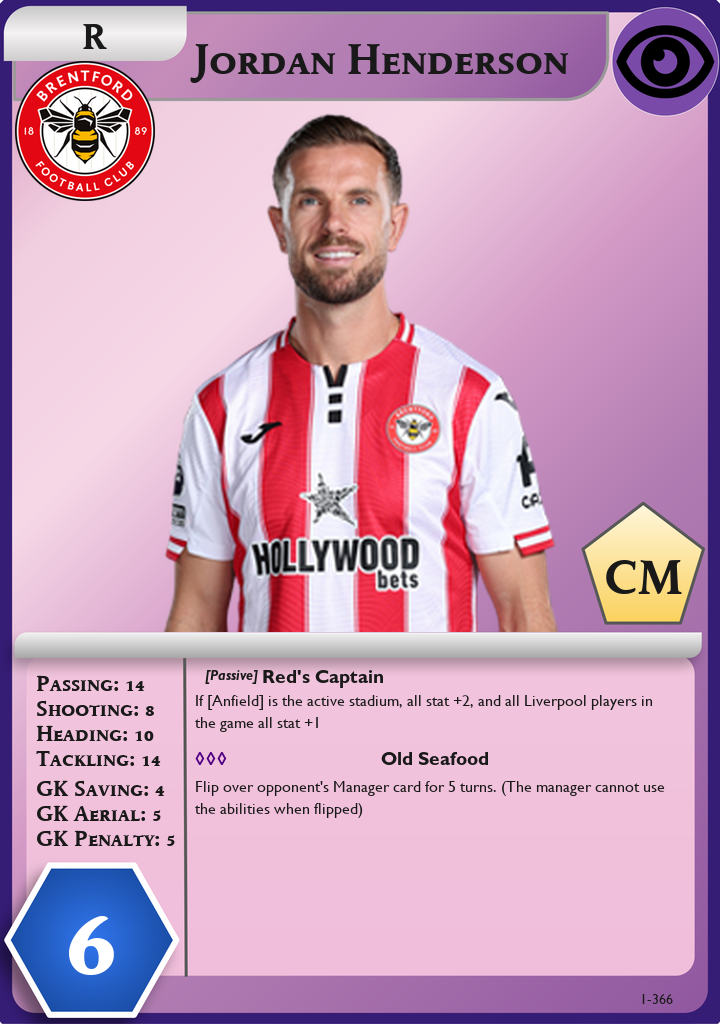 R
Jordan Henderson
BRENTFORD
18 89
FOOTBALL CLUB
BRENTFORD
HOLLYWOOD
bets
CM
Passing: 14
Shooting: 8
Heading: 10
Tackling: 14
GK Saving: 4
GK Aerial: 5
GK Penalty: 5
6
[Passive] Red's Captain
If [Anfield] is the active stadium, all stat +2, and all Liverpool players in
the game all stat +1
◊◊◊ Old Seafood
Flip over opponent's Manager card for 5 turns. (The manager cannot use
the abilities when flipped)
1-366